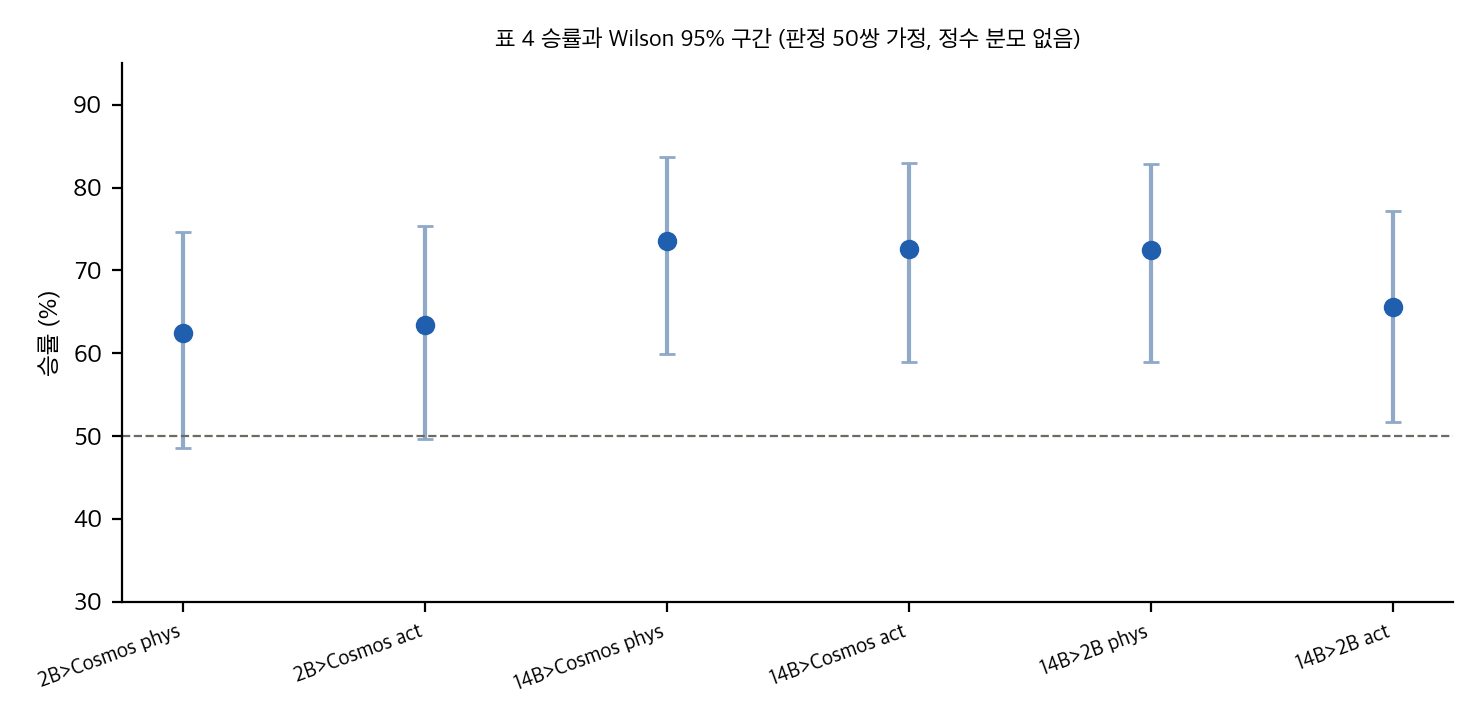 표 4 승률과 Wilson 95% 구간 (판정 50쌍 가정, 정수 분모 없음)
승률 (%)
90
80
70
60
50
40
30
2B>Cosmos phys
2B>Cosmos act
14B>Cosmos phys
14B>Cosmos act
14B>2B phys
14B>2B act